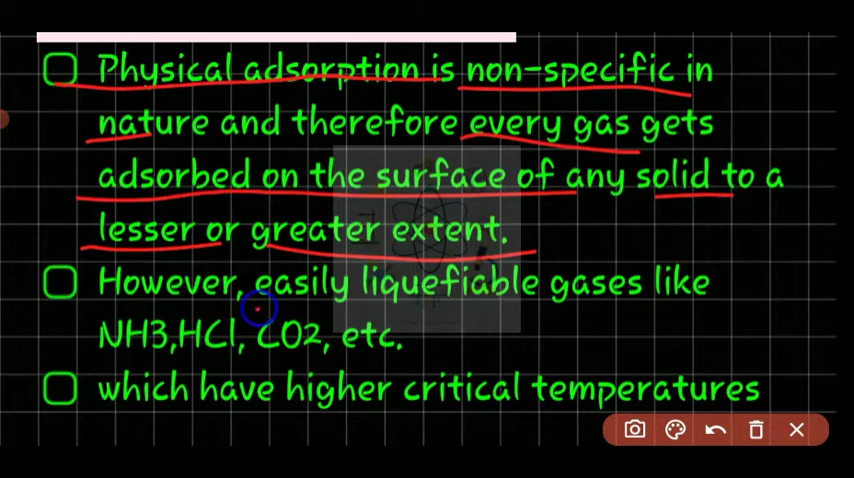 Physical adsorption is non-specific in
nature and therefore every gas gets
adsorbed on the surface of any solid to a
lesser or greater extent.
However, easily liquefiable gases like
NH3,HCl, CO2, etc.
which have higher critical temperatures